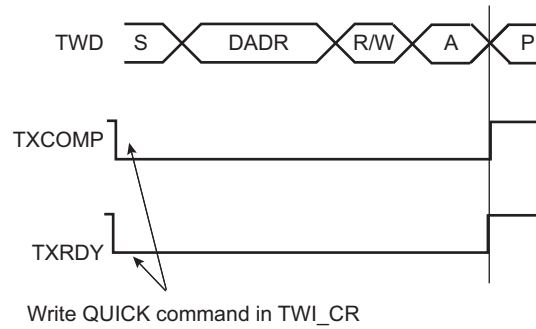 TWD S DADR R/W A P
TXCOMP
TXRDY
Write QUICK command in TWI_CR